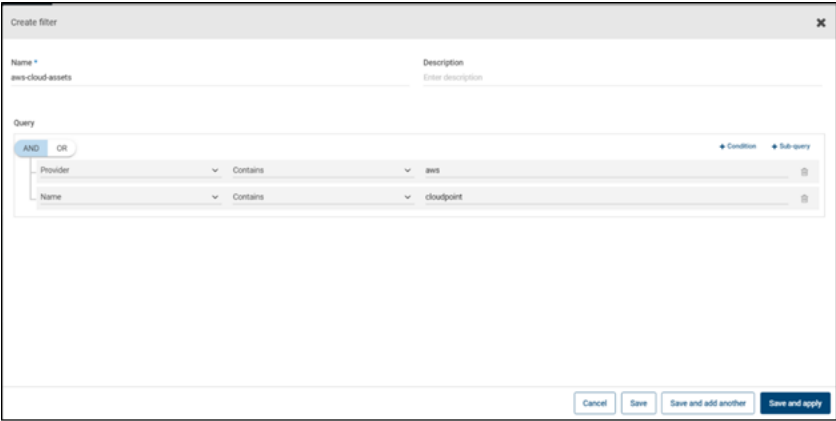 Create filter
Name * Description
aws-cloud-assets Enter description
Query
AND OR + Condition + Sub-query
Provider Contains aws
Name Contains cloudpoint
Cancel Save Save and add another Save and apply